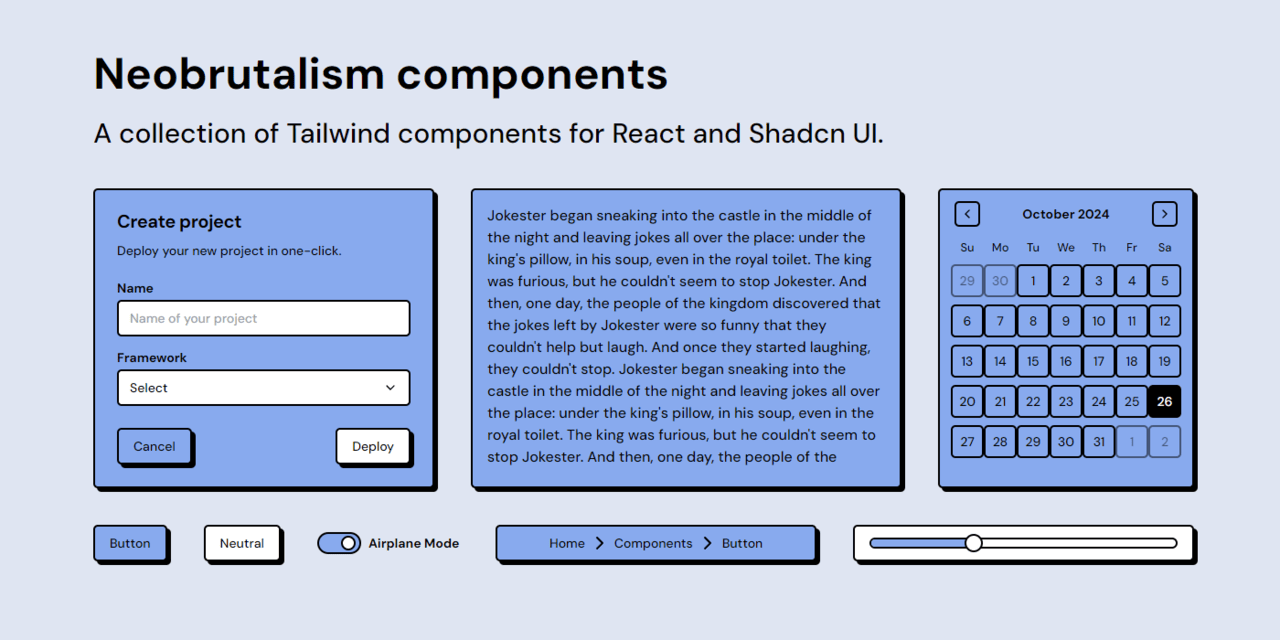 Neobrutalism components
A collection of Tailwind components for React and Shadcn UI.
Create project
Deploy your new project in one-click.
Name
Name of your project
Framework
Select
Cancel
Deploy
Jokester began sneaking into the castle in the middle of
the night and leaving jokes all over the place: under the
king's pillow, in his soup, even in the royal toilet. The king
was furious, but he couldn't seem to stop Jokester. And
then, one day, the people of the kingdom discovered that
the jokes left by Jokester were so funny that they
couldn't help but laugh. And once they started laughing,
they couldn't stop. Jokester began sneaking into the
castle in the middle of the night and leaving jokes all over
the place: under the king's pillow, in his soup, even in the
royal toilet. The king was furious, but he couldn't seem to
stop Jokester. And then, one day, the people of the
October 2024
Su Mo Tu We Th Fr Sa
29 30 1 2 3 4 5
6 7 8 9 10 11 12
13 14 15 16 17 18 19
20 21 22 23 24 25 26
27 28 29 30 31 1 2
Button
Neutral
Airplane Mode
Home Components Button